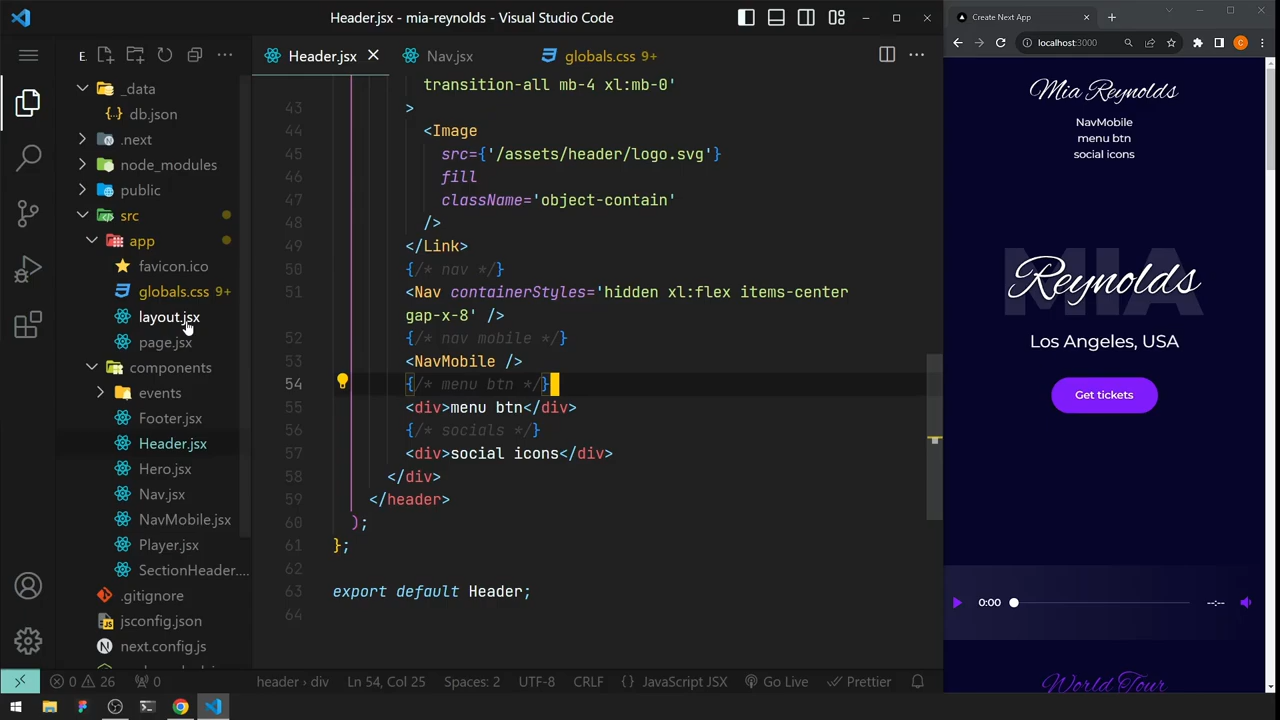 Header.jsx - mia-reynolds - Visual Studio Code
E
_data
db.json
.next
node_modules
public
src
app
favicon.ico
globals.css 9+
layout.jsx
page.jsx
components
events
Footer.jsx
Header.jsx
Hero.jsx
Nav.jsx
NavMobile.jsx
Player.jsx
SectionHeader....
.gitignore
jsconfig.json
next.config.js
Header.jsx
Nav.jsx
globals.css 9+
transition-all mb-4 xl:mb-0'
43 >
44 <Image
45 src={'/assets/header/logo.svg'}
46 fill
47 className='object-contain'
48 />
49 </Link>
50 {/* nav */}
51 <Nav containerStyles='hidden xl:flex items-center
gap-x-8' />
52 {/* nav mobile */}
53 <NavMobile />
54 {/* menu btn */}
55 <div>menu btn</div>
56 {/* socials */}
57 <div>social icons</div>
58 </div>
59 </header>
60 );
61 };
62
63 export default Header;
64
0 26 0
header > div
Ln 54, Col 25
Spaces: 2
UTF-8
CRLF
{} JavaScript JSX
Go Live
Prettier
Create Next App
localhost:3000
C
Mia Reynolds
NavMobile
menu btn
social icons
MIA
Reynolds
Los Angeles, USA
Get tickets
0:00
--:--
World Tour